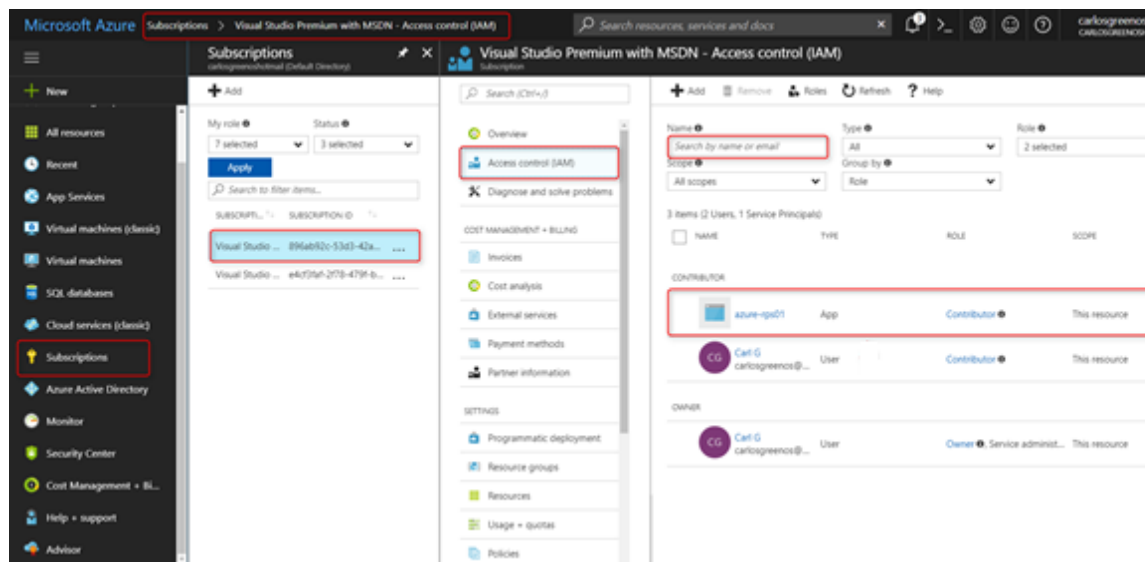 Microsoft Azure Subscriptions > Visual Studio Premium with MSDN - Access control (IAM)
Search resources, services and docs
carlosgreenos
CARLOSGREENOSH
New
All resources
Recent
App Services
Virtual machines (classic)
Virtual machines
SQL databases
Cloud services (classic)
Subscriptions
Azure Active Directory
Monitor
Security Center
Cost Management + Bi...
Help + support
Advisor
Subscriptions
carlosgreenoshotmail (Default Directory)
Add
My role
Status
7 selected
3 selected
Apply
Search to filter items...
SUBSCRIPTI...
SUBSCRIPTION ID
Visual Studio ... 896ab92c-53d3-42a... ...
Visual Studio ... ...
Visual Studio Premium with MSDN - Access control (IAM)
Subscription
Search (Ctrl+/)
Overview
Access control (IAM)
Diagnose and solve problems
COST MANAGEMENT + BILLING
Invoices
Cost analysis
External services
Payment methods
Partner information
SETTINGS
Programmatic deployment
Resource groups
Resources
Usage + quotas
Policies
Add
Remove
Roles
Refresh
? Help
Name
Type
Role
Search by name or email
All
2 selected
Scope
Group by
All scopes
Role
3 items (2 Users, 1 Service Principals)
NAME
TYPE
ROLE
SCOPE
CONTRIBUTOR
azure-rps01
App
Contributor
This resource
CG
Carl G
carlosgreenos@...
User
Contributor
This resource
OWNER
CG
Carl G
carlosgreenos@...
User
Owner, Service administ...
This resource